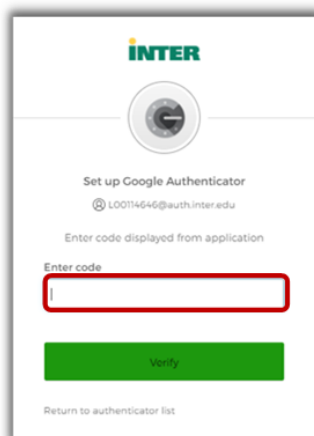 INTER
Set up Google Authenticator
L00114646@auth.inter.edu
Enter code displayed from application
Enter code
Verify
Return to authenticator list